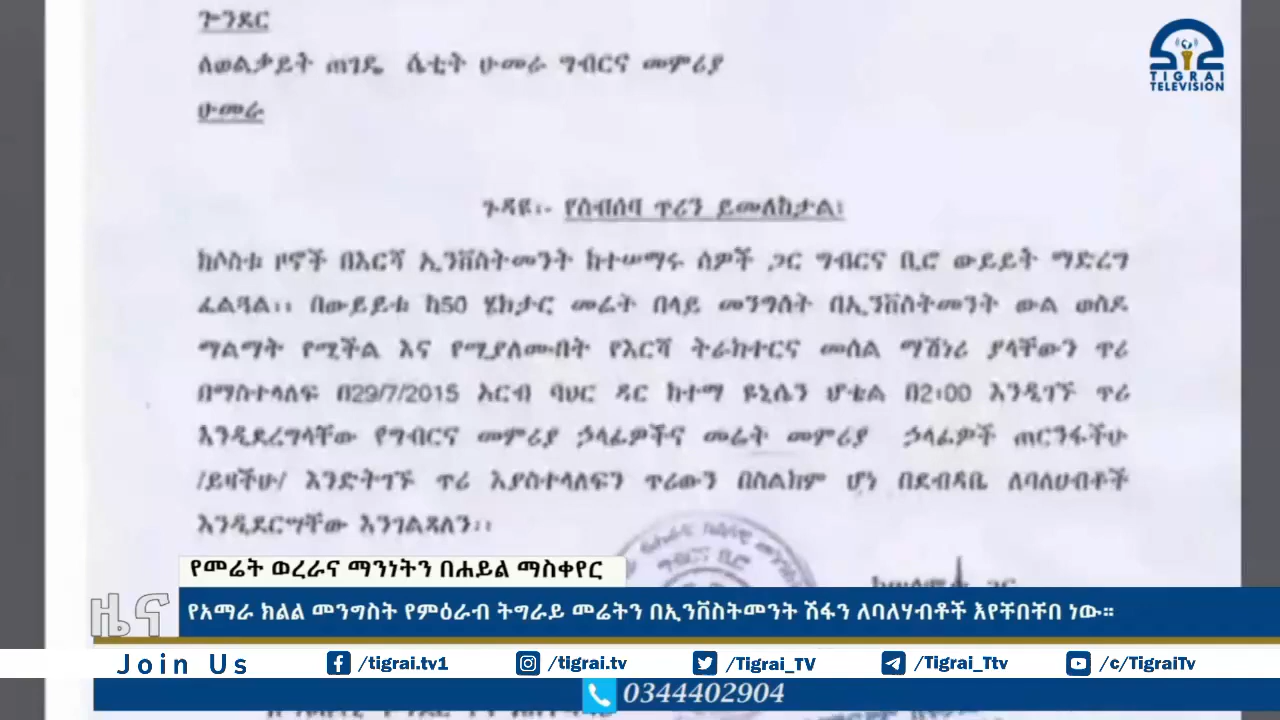 ጐንደር
ለወልቃይት ጠገዴ ሴቲት ሁመራ ግብርና መምሪያ
ሁመራ
TIGRAI
TELEVISION
ጉዳዩ፡- የስብሰባ ጥሪን ይመለከታል፤
ከሶስቱ ዞኖች በእርሻ ኢንቨስትመንት ከተሠማሩ ሰዎች ጋር ግብርና ቢሮ ውይይት ማድረግ
ፈልጓል፡፡ በውይይቱ ከ50 ሄክታር መሬት በላይ መንግስት በኢንቨስትመንት ውል ወስዶ
ማልማት የሚችል እና የሚያለሙበት የእርሻ ትራክተርና መሰል ማሽነሪ ያላቸውን ጥሪ
በማስተላለፍ በ29/7/2015 አርብ ባህር ዳር ከተማ ዩኒሴን ሆቴል በ2፡00 እንዲገኙ ጥሪ
እንዲደረግላቸው የግብርና መምሪያ ኃላፊዎችና መሬት መምሪያ ኃላፊዎች ጠርንፋችሁ
/ይዛችሁ/ እንድትገኙ ጥሪ እያስተላለፍን ጥሪውን በስልክም ሆነ በደብዳቤ ለባለሀብቶች
እንዲደርሣቸው እንገልጻለን፡፡
ግብርና ቢሮ
የመሬት ወረራና ማንነትን በሐይል ማስቀየር
ዜና
የአማራ ክልል መንግስት የምዕራብ ትግራይ መሬትን በኢንቨስትመንት ሽፋን ለባለሃብቶች እየቸበቸበ ነው።
Join Us /tigrai.tv1 /tigrai.tv /Tigrai_TV /Tigrai_Ttv /c/TigraiTv
0344402904